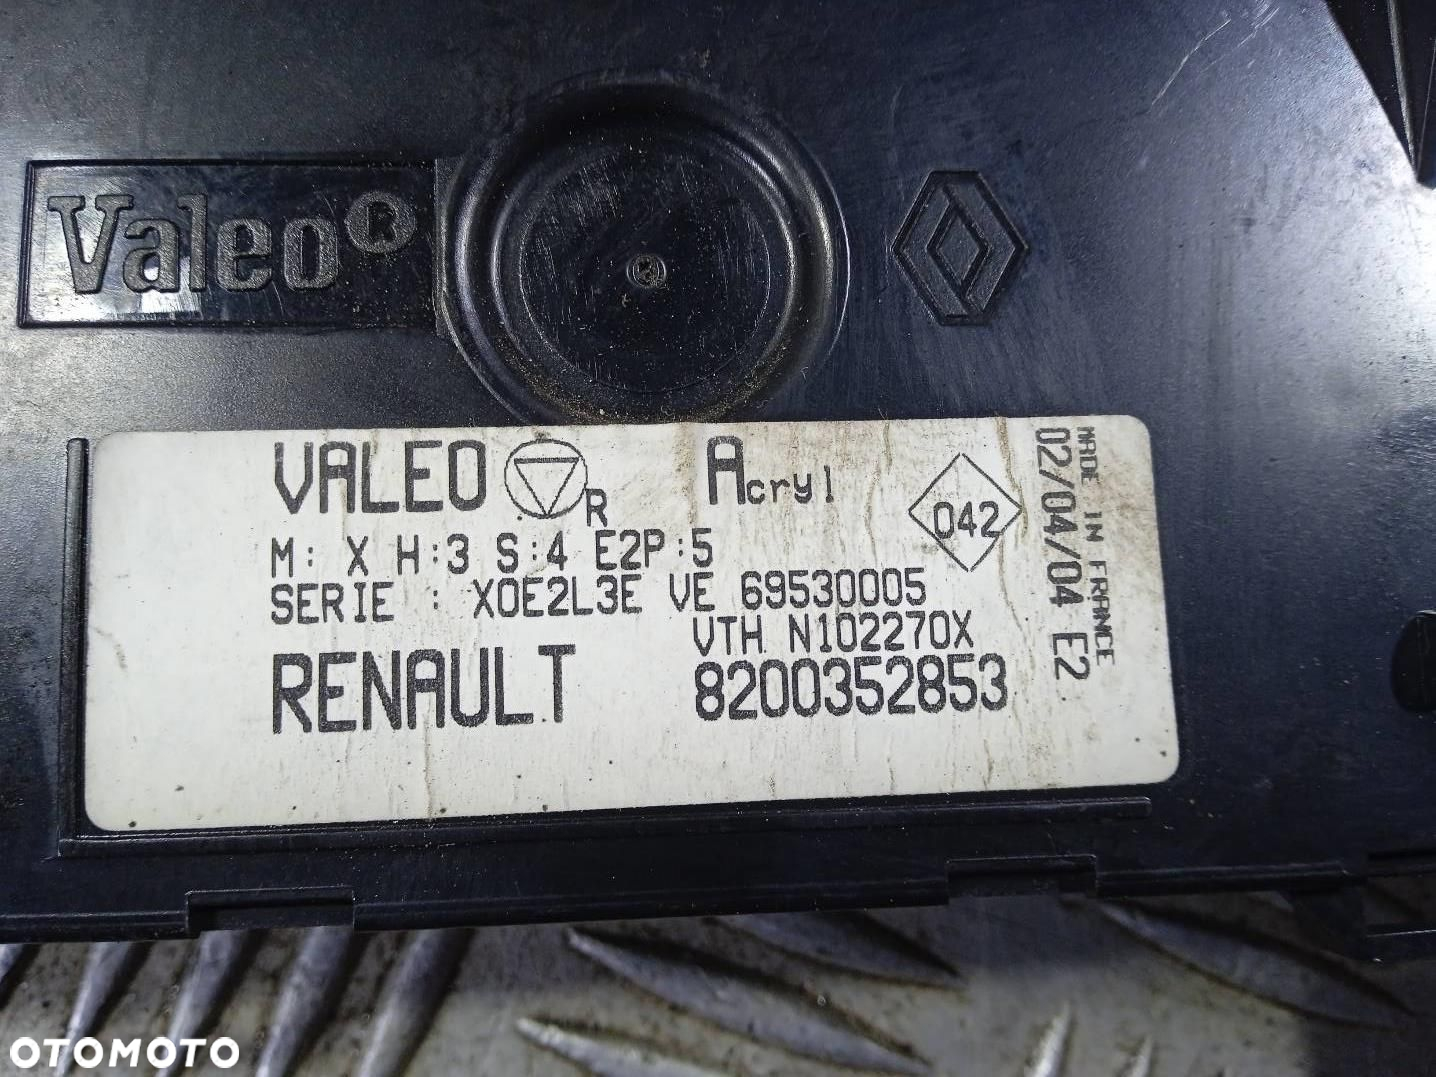 Valeo®
VALEO R Acryl 042
M: X H:3 S:4 E2P:5
SERIE : X0E2L3E VE 69530005
VTH N102270X
RENAULT 8200352853
MADE IN FRANCE
02/04/04 E2
OTOMOTO